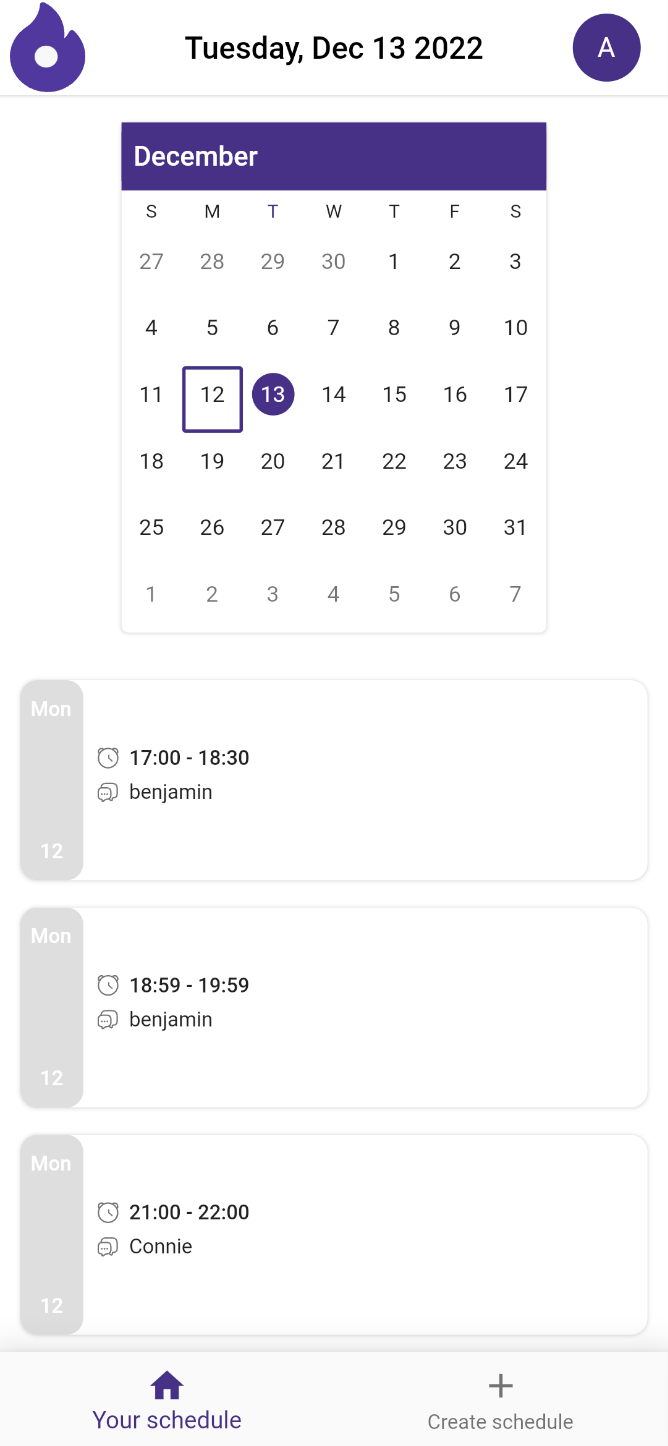 Tuesday, Dec 13 2022
A
December
S M T W T F S
27 28 29 30 1 2 3
4 5 6 7 8 9 10
11 12 13 14 15 16 17
18 19 20 21 22 23 24
25 26 27 28 29 30 31
1 2 3 4 5 6 7
Mon
17:00 - 18:30
benjamin
12
Mon
18:59 - 19:59
benjamin
12
Mon
21:00 - 22:00
Connie
12
Your schedule
Create schedule